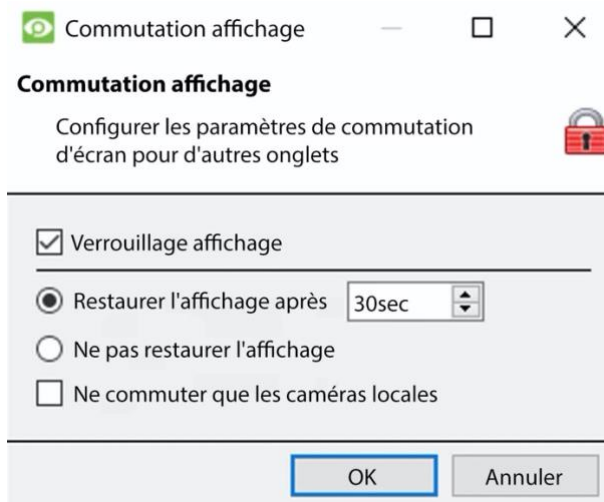 Commutation affichage
Commutation affichage
Configurer les paramètres de commutation
d'écran pour d'autres onglets
Verrouillage affichage
Restaurer l'affichage après 30sec
Ne pas restaurer l'affichage
Ne commuter que les caméras locales
OK Annuler